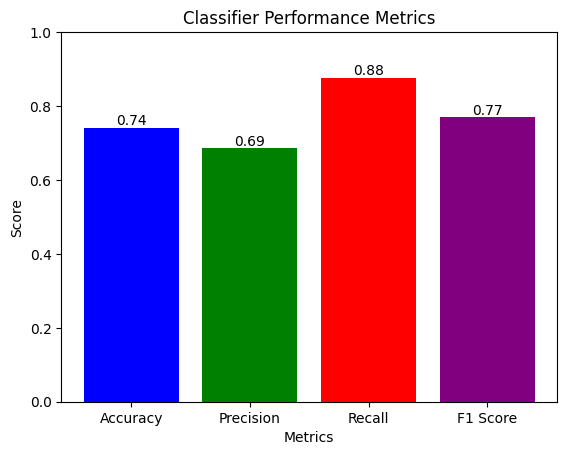 Classifier Performance Metrics
1.0
0.8
0.6
0.4
0.2
0.0
Score
0.74
0.69
0.88
0.77
Accuracy
Precision
Recall
F1 Score
Metrics